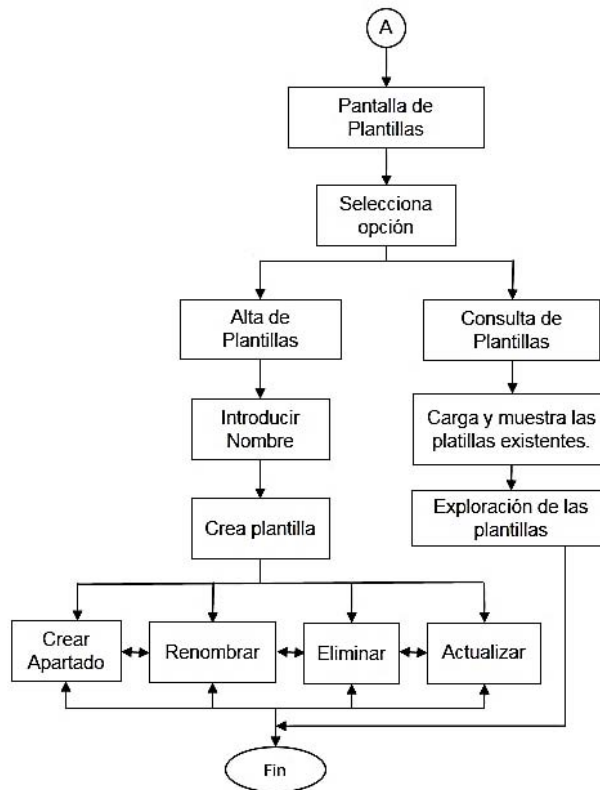 A
Pantalla de
Plantillas
Selecciona
opción
Alta de
Plantillas
Consulta de
Plantillas
Introducir
Nombre
Carga y muestra las
platillas existentes.
Crea plantilla
Exploración de las
plantillas
Crear
Apartado
Renombrar
Eliminar
Actualizar
Fin